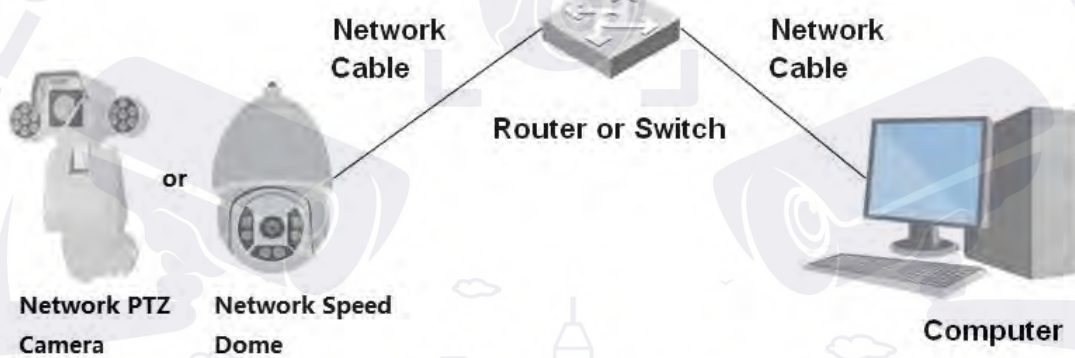 Network
Cable
Network
Cable
Router or Switch
or
Network PTZ
Camera
Network Speed
Dome
Computer